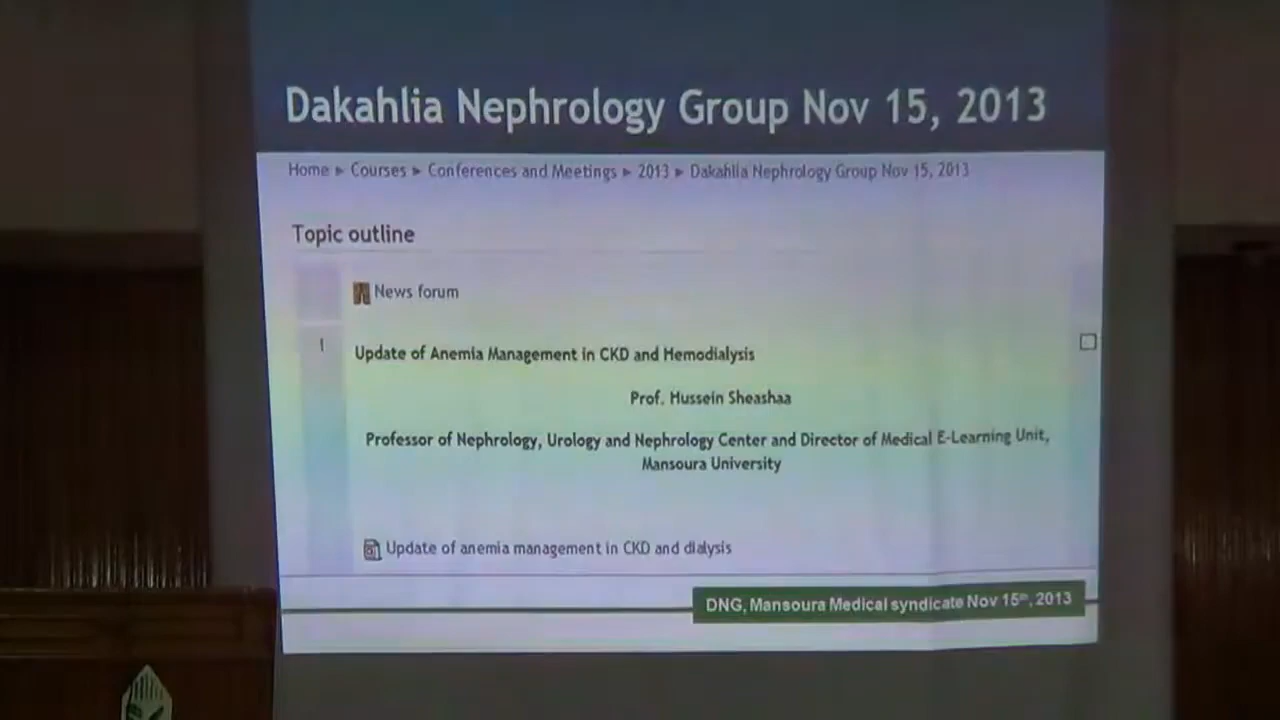 Dakahlia Nephrology Group Nov 15, 2013
Home ► Courses ► Conferences and Meetings ► 2013 ► Dakahlia Nephrology Group Nov 15, 2013
Topic outline
News forum
1
Update of Anemia Management in CKD and Hemodialysis
Prof. Hussein Sheashaa
Professor of Nephrology, Urology and Nephrology Center and Director of Medical E-Learning Unit,
Mansoura University
Update of anemia management in CKD and dialysis
DNG, Mansoura Medical syndicate Nov 15th, 2013